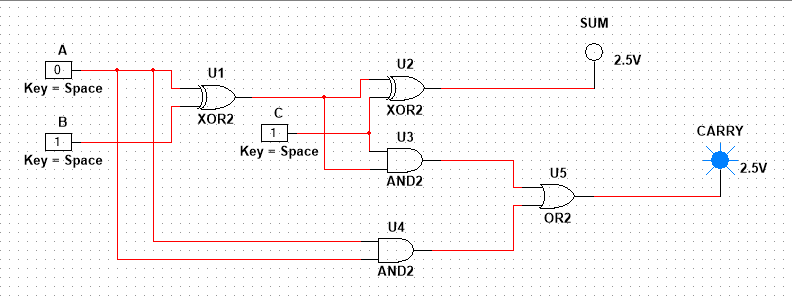 SUM
2.5V
A
0
Key = Space
U1
XOR2
U2
XOR2
B
1
Key = Space
C
1
Key = Space
U3
AND2
CARRY
2.5V
U5
OR2
U4
AND2